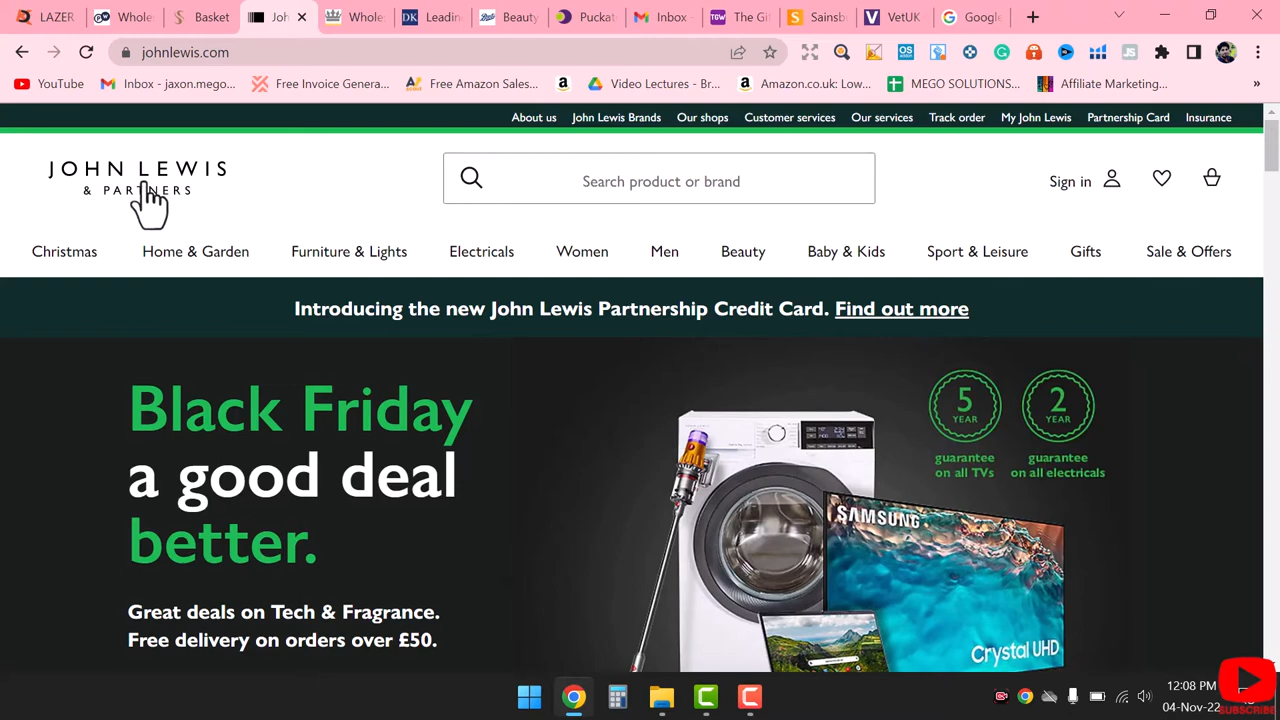 LAZER
Whole
Basket
Joh
Whole
Leadin
Beauty
Puckat
Inbox
The Gi
Sainsb
VetUK
Google
johnlewis.com
YouTube
Inbox - jaxonmego...
Free Invoice Genera...
Free Amazon Sales...
Video Lectures - Br...
Amazon.co.uk: Low...
MEGO SOLUTIONS...
Affiliate Marketing...
About us John Lewis Brands Our shops Customer services Our services Track order My John Lewis Partnership Card Insurance
JOHN LEWIS
& PARTNERS
Search product or brand
Sign in
Christmas Home & Garden Furniture & Lights Electricals Women Men Beauty Baby & Kids Sport & Leisure Gifts Sale & Offers
Introducing the new John Lewis Partnership Credit Card. Find out more
Black Friday
a good deal
better.
Great deals on Tech & Fragrance.
Free delivery on orders over £50.
5
YEAR
guarantee
on all TVs
2
YEAR
guarantee
on all electricals
SAMSUNG
Crystal UHD
12:08 PM
04-Nov-22
SUBSCRIBE